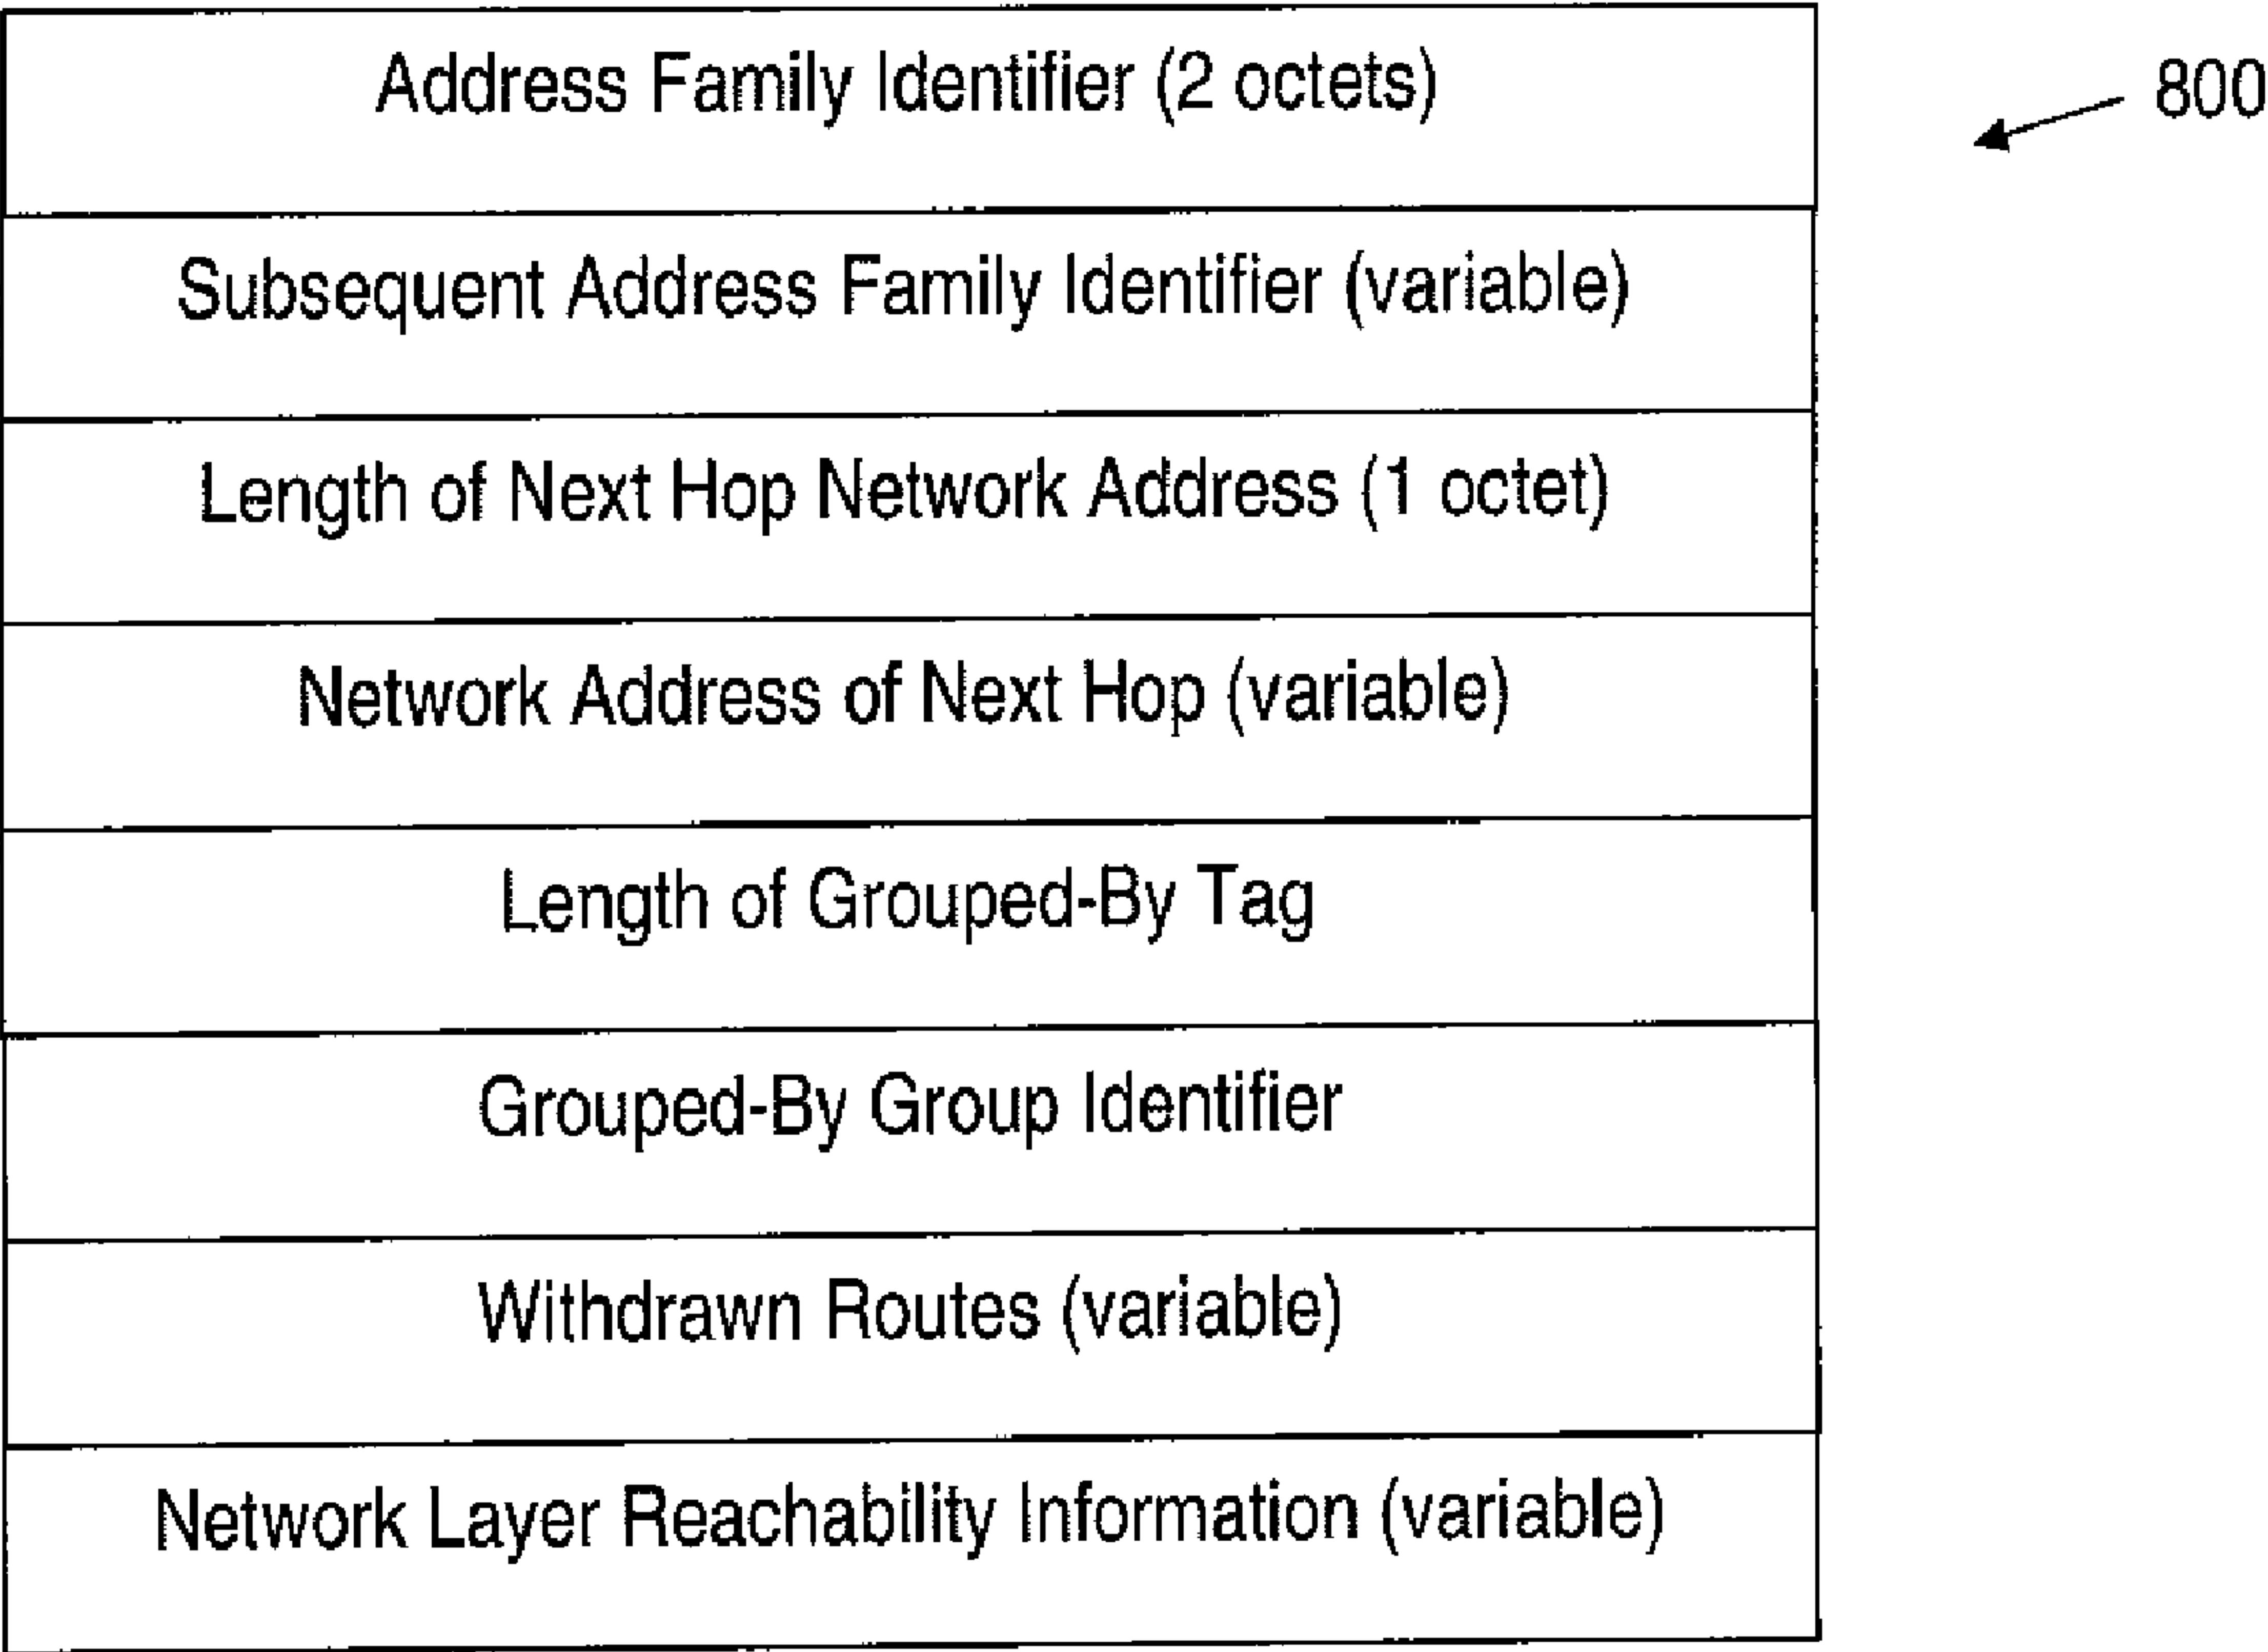 Address Family Identifier (2 octets)
800
Subsequent Address Family Identifier (variable)
Length of Next Hop Network Address (1 octet)
Network Address of Next Hop (variable)
Length of Grouped-By Tag
Grouped-By Group Identifier
Withdrawn Routes (variable)
Network Layer Reachability Information (variable)